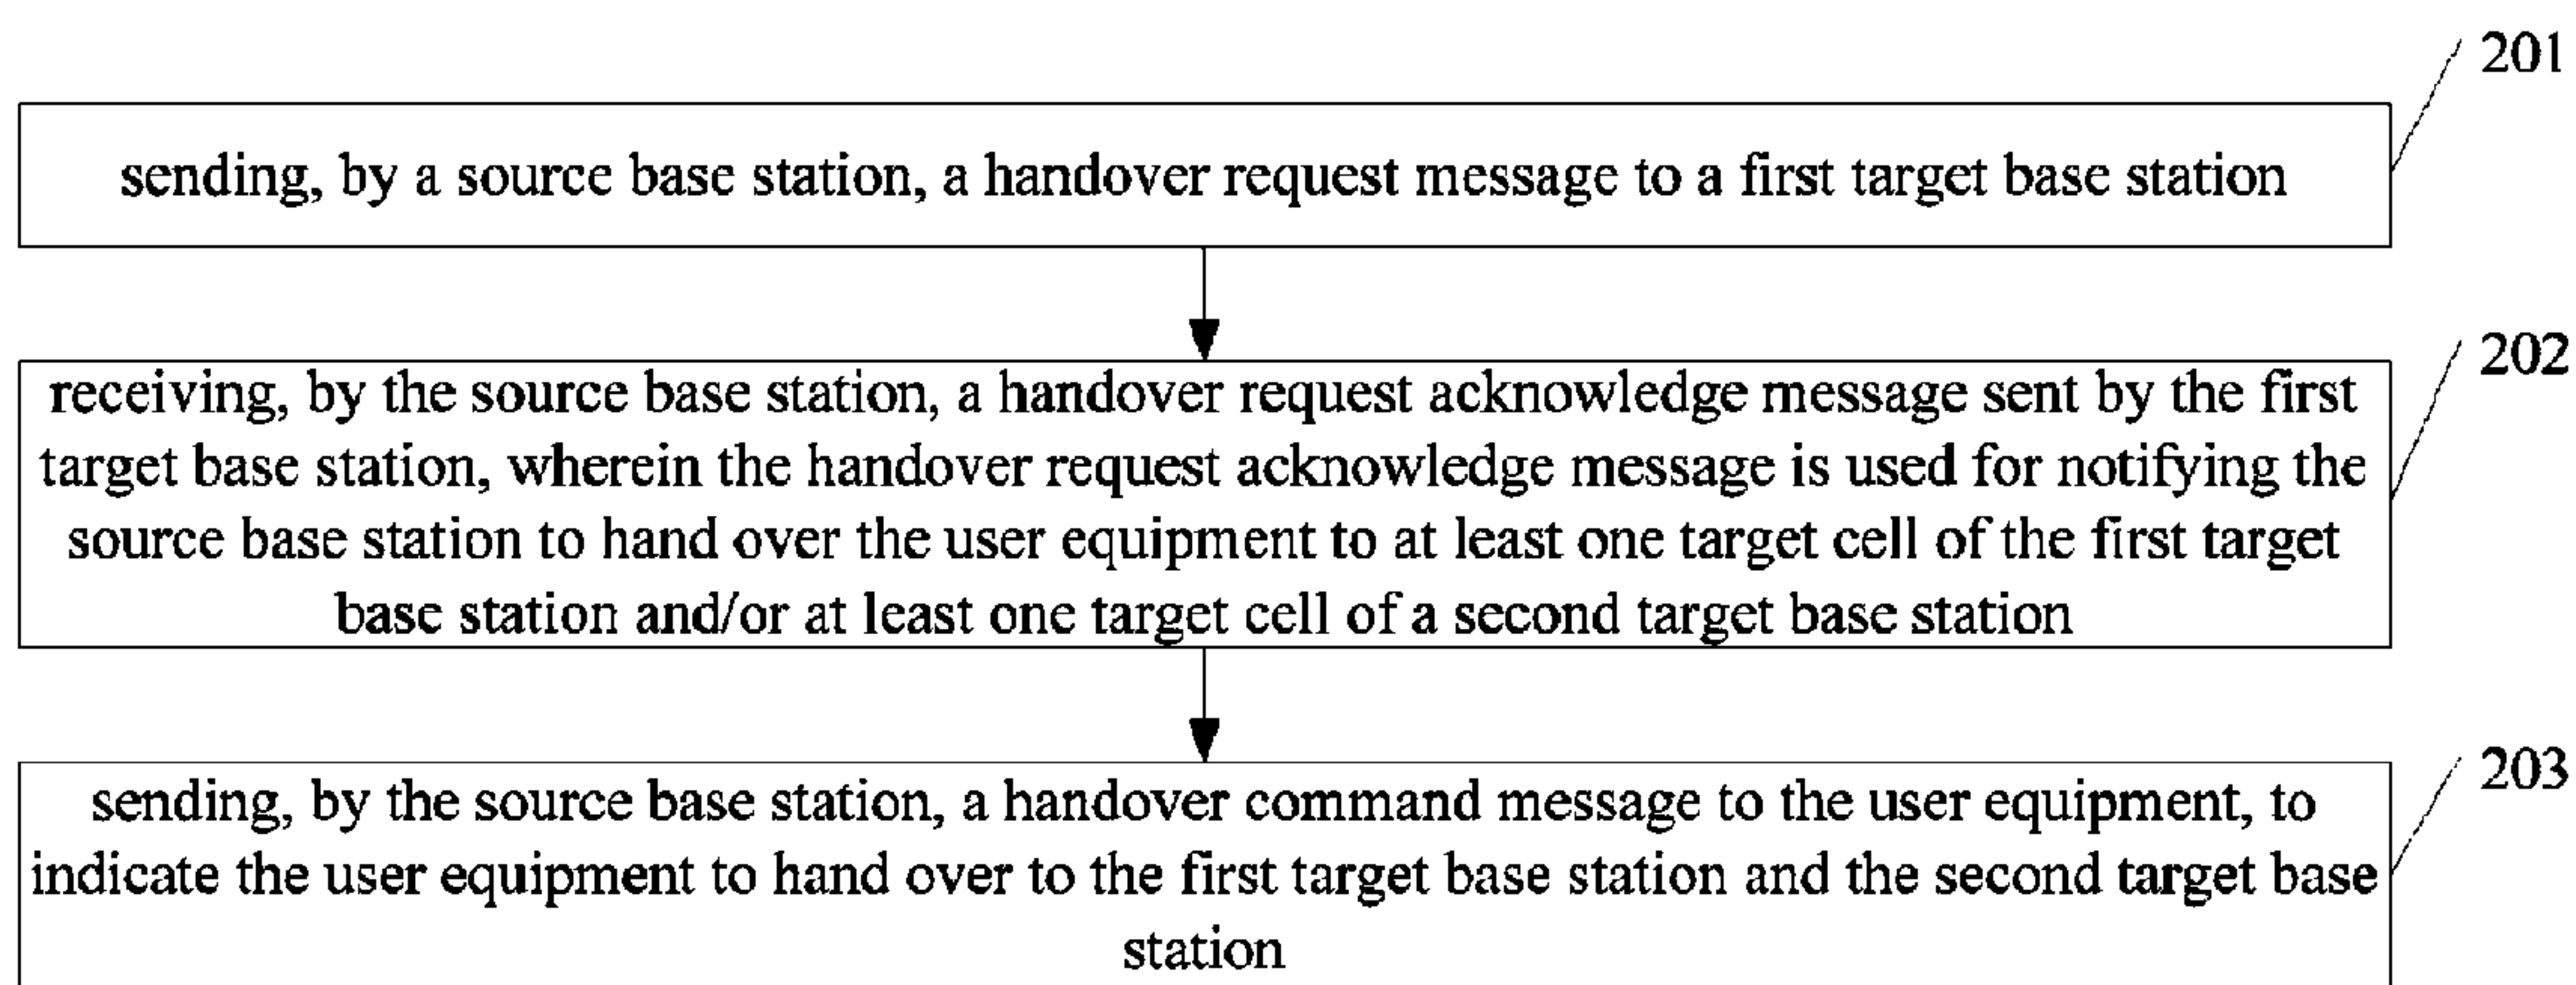 201
sending, by a source base station, a handover request message to a first target base station
202
receiving, by the source base station, a handover request acknowledge message sent by the first
target base station, wherein the handover request acknowledge message is used for notifying the
source base station to hand over the user equipment to at least one target cell of the first target
base station and/or at least one target cell of a second target base station
203
sending, by the source base station, a handover command message to the user equipment, to
indicate the user equipment to hand over to the first target base station and the second target base
station